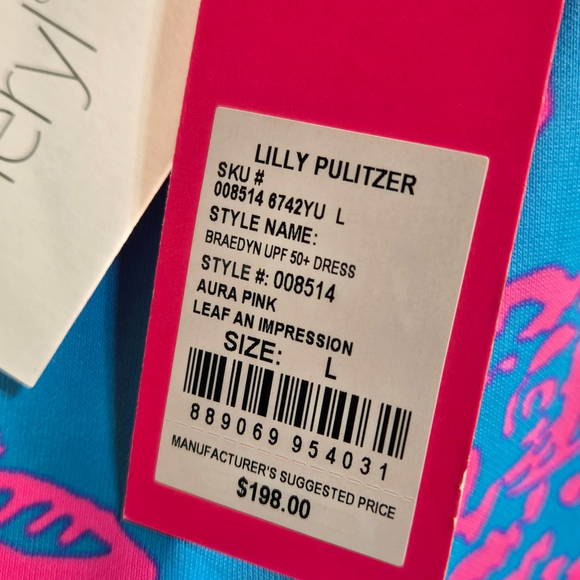 LILLY PULITZER
SKU #
008514 6742YU L
STYLE NAME:
BRAEDYN UPF 50+ DRESS
STYLE #: 008514
AURA PINK
LEAF AN IMPRESSION
SIZE: L
889069 954031
MANUFACTURER'S SUGGESTED PRICE
$198.00